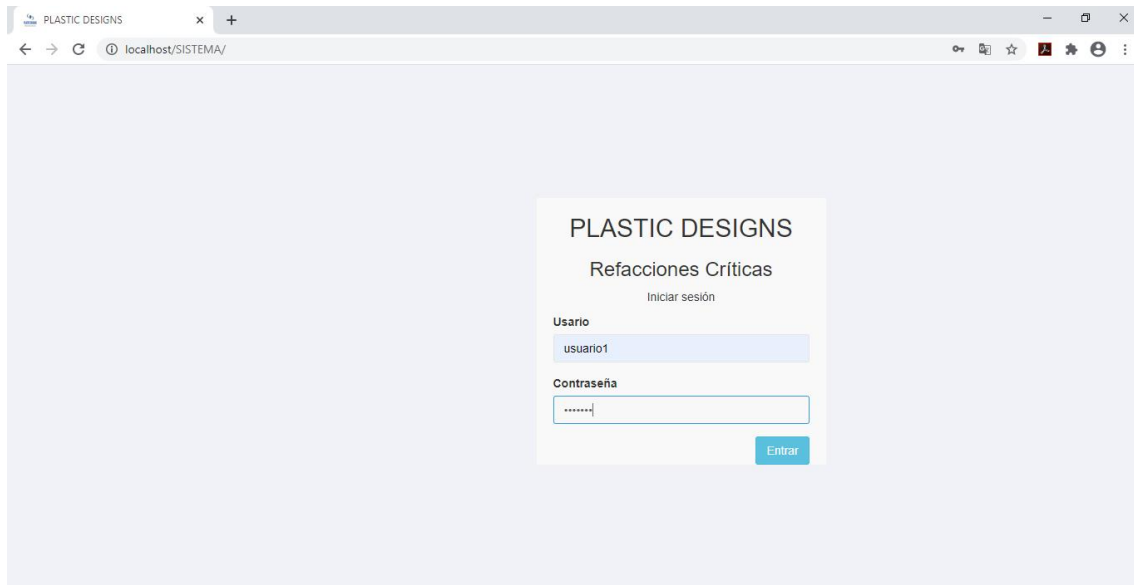 PLASTIC DESIGNS
localhost/SISTEMA/
PLASTIC DESIGNS
Refacciones Críticas
Iniciar sesión
Usario
usuario1
Contraseña
•••••••
Entrar